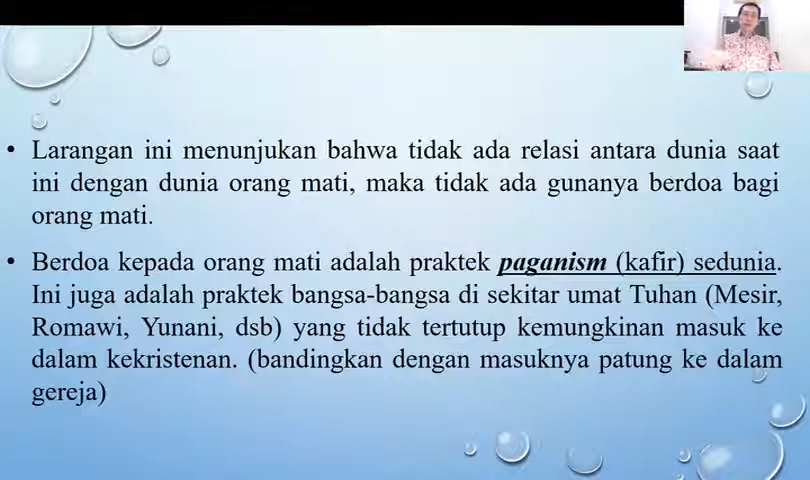 • Larangan ini menunjukan bahwa tidak ada relasi antara dunia saat
ini dengan dunia orang mati, maka tidak ada gunanya berdoa bagi
orang mati.
• Berdoa kepada orang mati adalah praktek paganism (kafir) sedunia.
Ini juga adalah praktek bangsa-bangsa di sekitar umat Tuhan (Mesir,
Romawi, Yunani, dsb) yang tidak tertutup kemungkinan masuk ke
dalam kekristenan. (bandingkan dengan masuknya patung ke dalam
gereja)